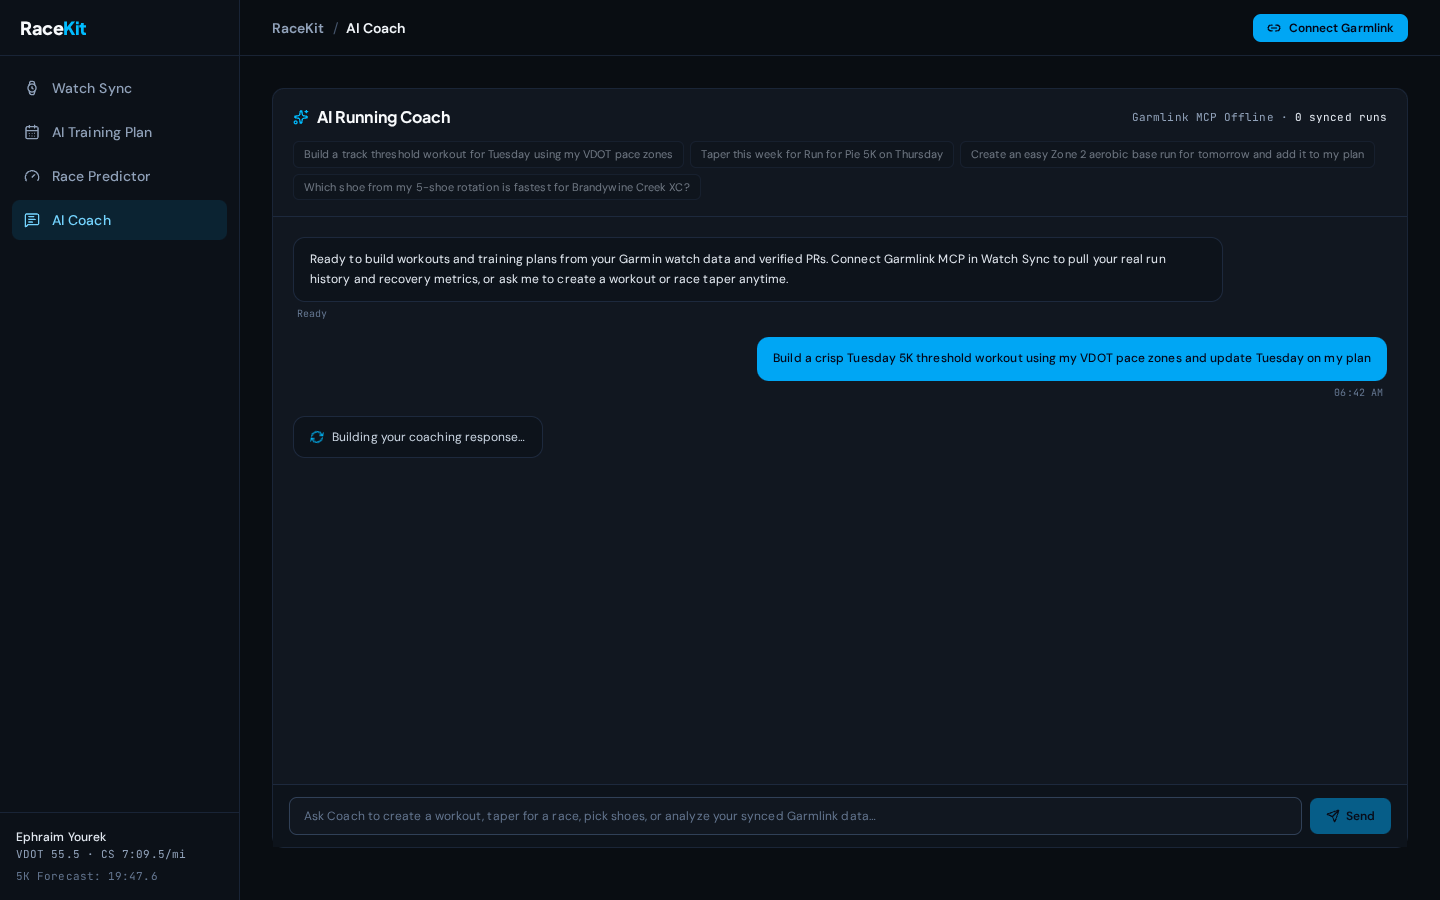 RaceKit
RaceKit / AI Coach
Connect Garmlink
Watch Sync
AI Training Plan
Race Predictor
AI Coach
AI Running Coach
Garmlink MCP Offline · 0 synced runs
Build a track threshold workout for Tuesday using my VDOT pace zones
Taper this week for Run for Pie 5K on Thursday
Create an easy Zone 2 aerobic base run for tomorrow and add it to my plan
Which shoe from my 5-shoe rotation is fastest for Brandywine Creek XC?
Ready to build workouts and training plans from your Garmin watch data and verified PRs. Connect Garmlink MCP in Watch Sync to pull your real run
history and recovery metrics, or ask me to create a workout or race taper anytime.
Ready
Build a crisp Tuesday 5K threshold workout using my VDOT pace zones and update Tuesday on my plan
06:42 AM
Building your coaching response…
Ask Coach to create a workout, taper for a race, pick shoes, or analyze your synced Garmlink data…
Send
Ephraim Yourek
VDOT 55.5 · CS 7:09.5/mi
5K Forecast: 19:47.6